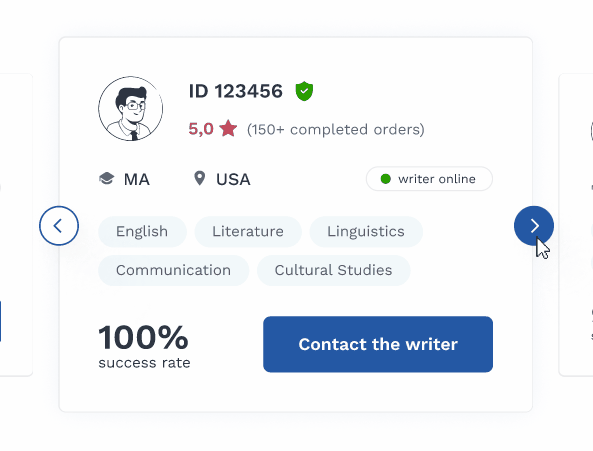 ID 123456
5,0 (150+ completed orders)
MA USA writer online
English Literature Linguistics
Communication Cultural Studies
100%
success rate
Contact the writer